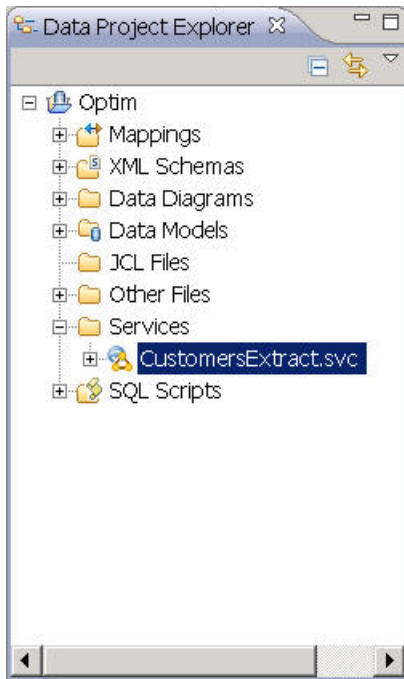 Data Project Explorer
Optim
Mappings
XML Schemas
Data Diagrams
Data Models
JCL Files
Other Files
Services
CustomersExtract.svc
SQL Scripts